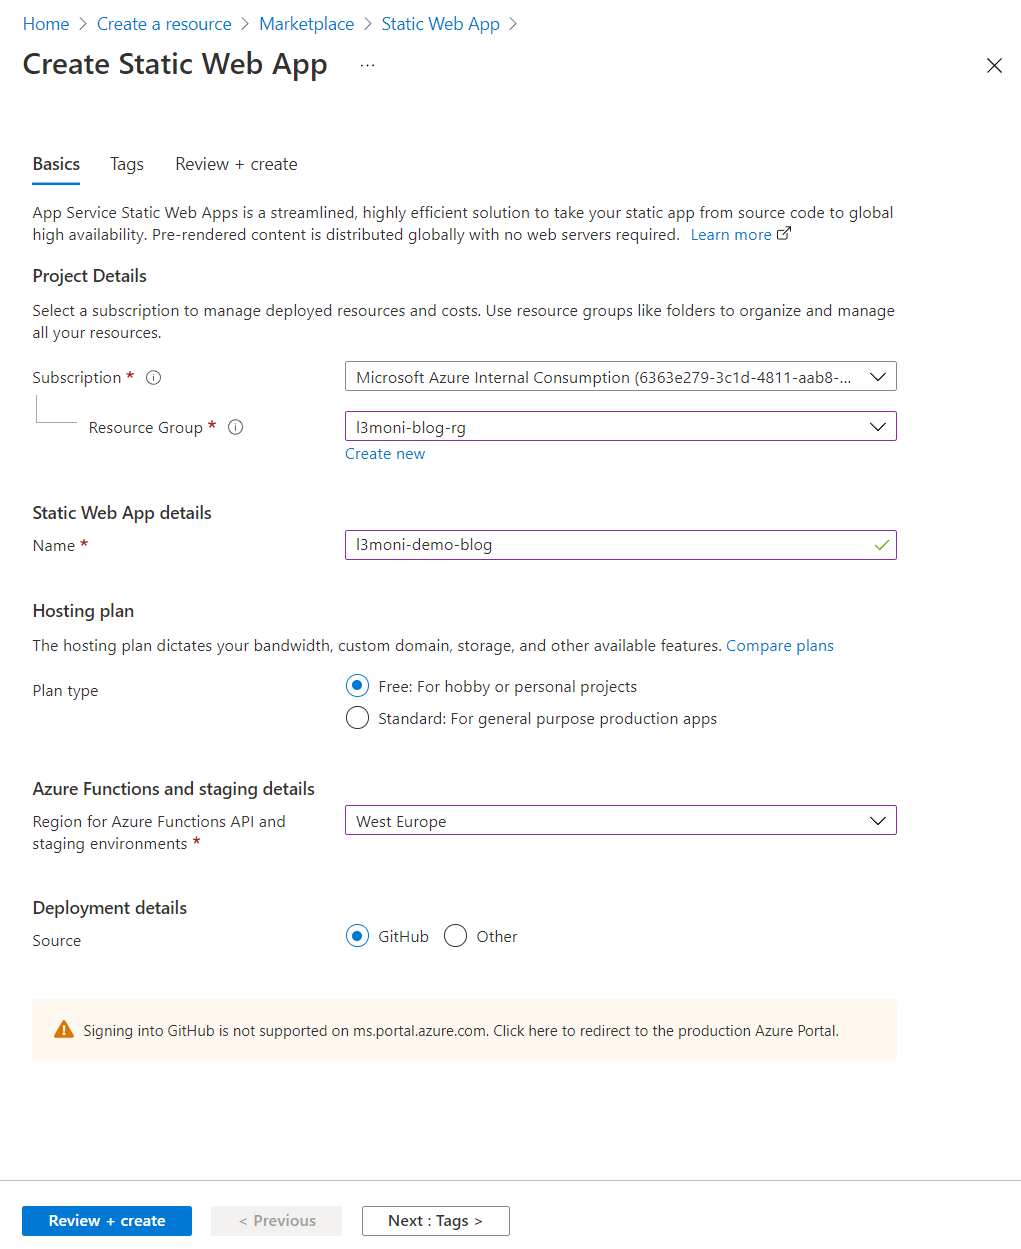 Home > Create a resource > Marketplace > Static Web App >
Create Static Web App ...
Basics Tags Review + create
App Service Static Web Apps is a streamlined, highly efficient solution to take your static app from source code to global
high availability. Pre-rendered content is distributed globally with no web servers required. Learn more
Project Details
Select a subscription to manage deployed resources and costs. Use resource groups like folders to organize and manage
all your resources.
Subscription * Microsoft Azure Internal Consumption (6363e279-3c1d-4811-aab8-...
Resource Group * l3moni-blog-rg
Create new
Static Web App details
Name * l3moni-demo-blog
Hosting plan
The hosting plan dictates your bandwidth, custom domain, storage, and other available features. Compare plans
Plan type Free: For hobby or personal projects
Standard: For general purpose production apps
Azure Functions and staging details
Region for Azure Functions API and
staging environments * West Europe
Deployment details
Source GitHub Other
Signing into GitHub is not supported on ms.portal.azure.com. Click here to redirect to the production Azure Portal.
Review + create < Previous Next : Tags >